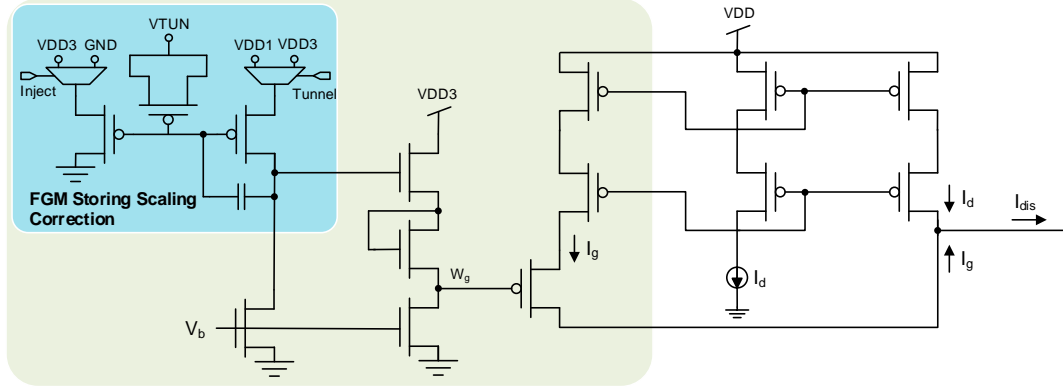 VTUN
VDD
VDD3 GND
VDD1 VDD3
Inject
Tunnel
VDD3
FGM Storing Scaling
Correction
I_d
I_dis
I_g
W_g
I_d
I_g
V_b